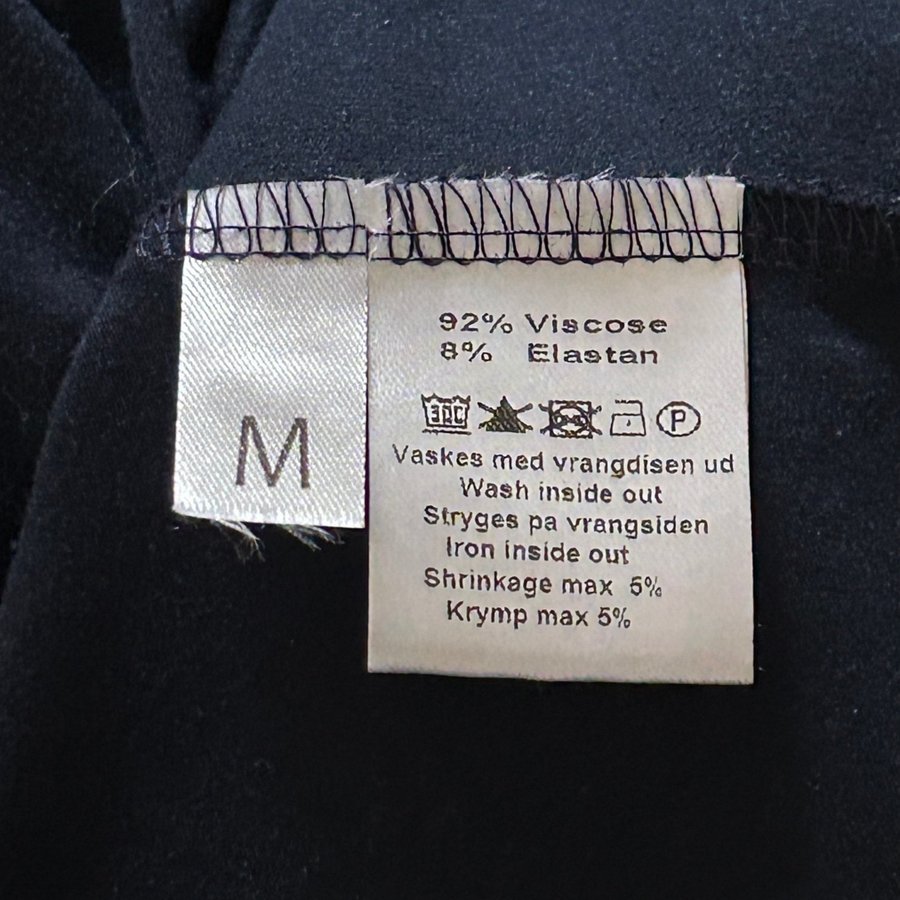 M
92% Viscose
8% Elastan
30C
P
Vaskes med vrangdisen ud
Wash inside out
Stryges pa vrangsiden
Iron inside out
Shrinkage max 5%
Krymp max 5%